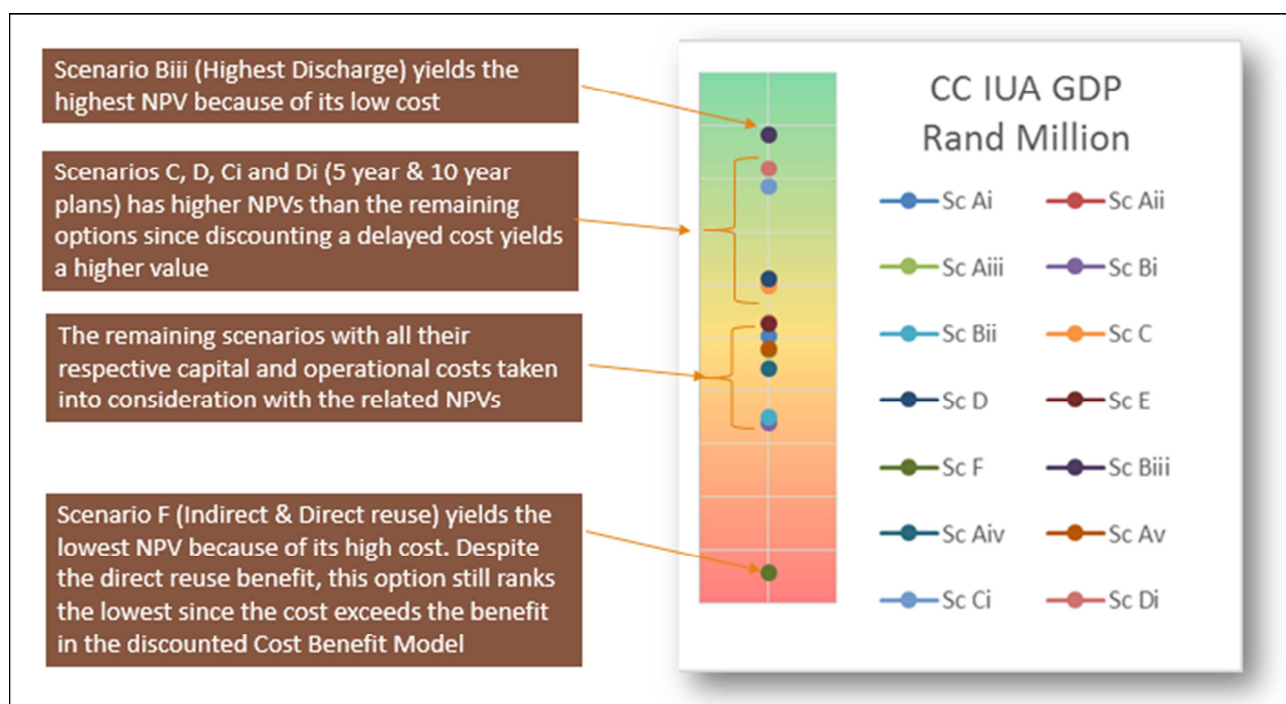 Scenario Biii (Highest Discharge) yields the
highest NPV because of its low cost
Scenarios C, D, Ci and Di (5 year & 10 year
plans) has higher NPVs than the remaining
options since discounting a delayed cost yields
a higher value
The remaining scenarios with all their
respective capital and operational costs taken
into consideration with the related NPVs
Scenario F (Indirect & Direct reuse) yields the
lowest NPV because of its high cost. Despite
the direct reuse benefit, this option still ranks
the lowest since the cost exceeds the benefit
in the discounted Cost Benefit Model
CC IUA GDP
Rand Million
Sc Ai Sc Aii
Sc Aiii Sc Bi
Sc Bii Sc C
Sc D Sc E
Sc F Sc Biii
Sc Aiv Sc Av
Sc Ci Sc Di